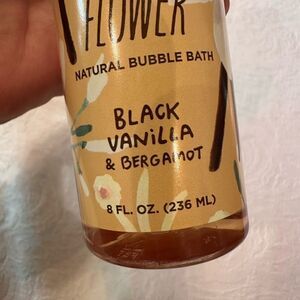 FLOWER
NATURAL BUBBLE BATH
BLACK
VANiLLA
& BERGAMOT
8 FL. OZ. (236 ML)